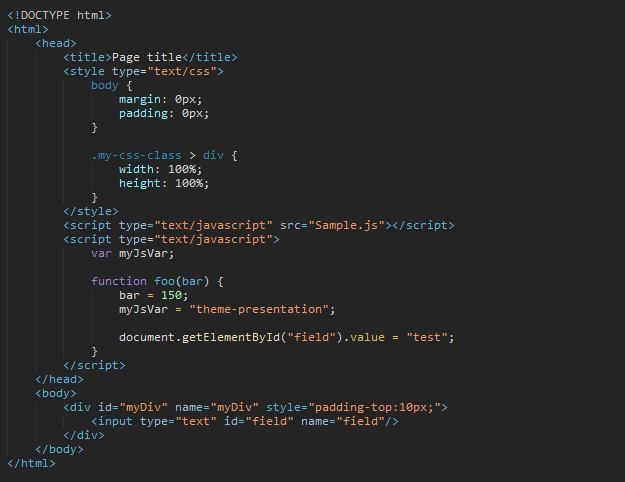 <!DOCTYPE html>
<html>
    <head>
        <title>Page title</title>
        <style type="text/css">
            body {
                margin: 0px;
                padding: 0px;
            }

            .my-css-class > div {
                width: 100%;
                height: 100%;
            }
        </style>
        <script type="text/javascript" src="Sample.js"></script>
        <script type="text/javascript">
            var myJsVar;

            function foo(bar) {
                bar = 150;
                myJsVar = "theme-presentation";

                document.getElementById("field").value = "test";
            }
        </script>
    </head>
    <body>
        <div id="myDiv" name="myDiv" style="padding-top:10px;">
            <input type="text" id="field" name="field"/>
        </div>
    </body>
</html>